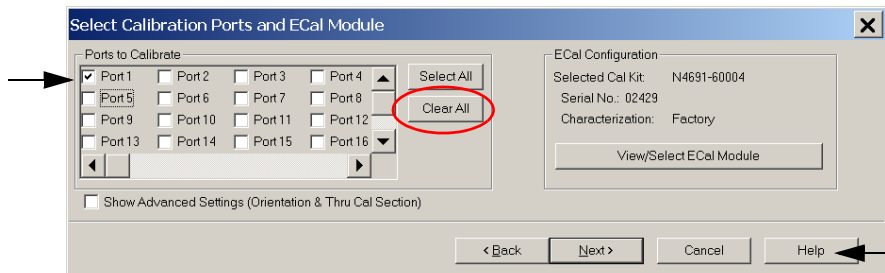 Select Calibration Ports and ECal Module
Ports to Calibrate
Port 1 Port 2 Port 3 Port 4
Port 5 Port 6 Port 7 Port 8
Port 9 Port 10 Port 11 Port 12
Port 13 Port 14 Port 15 Port 16
Select All
Clear All
ECal Configuration
Selected Cal Kit: N4691-60004
Serial No.: 02429
Characterization: Factory
View/Select ECal Module
Show Advanced Settings (Orientation & Thru Cal Section)
< Back Next > Cancel Help